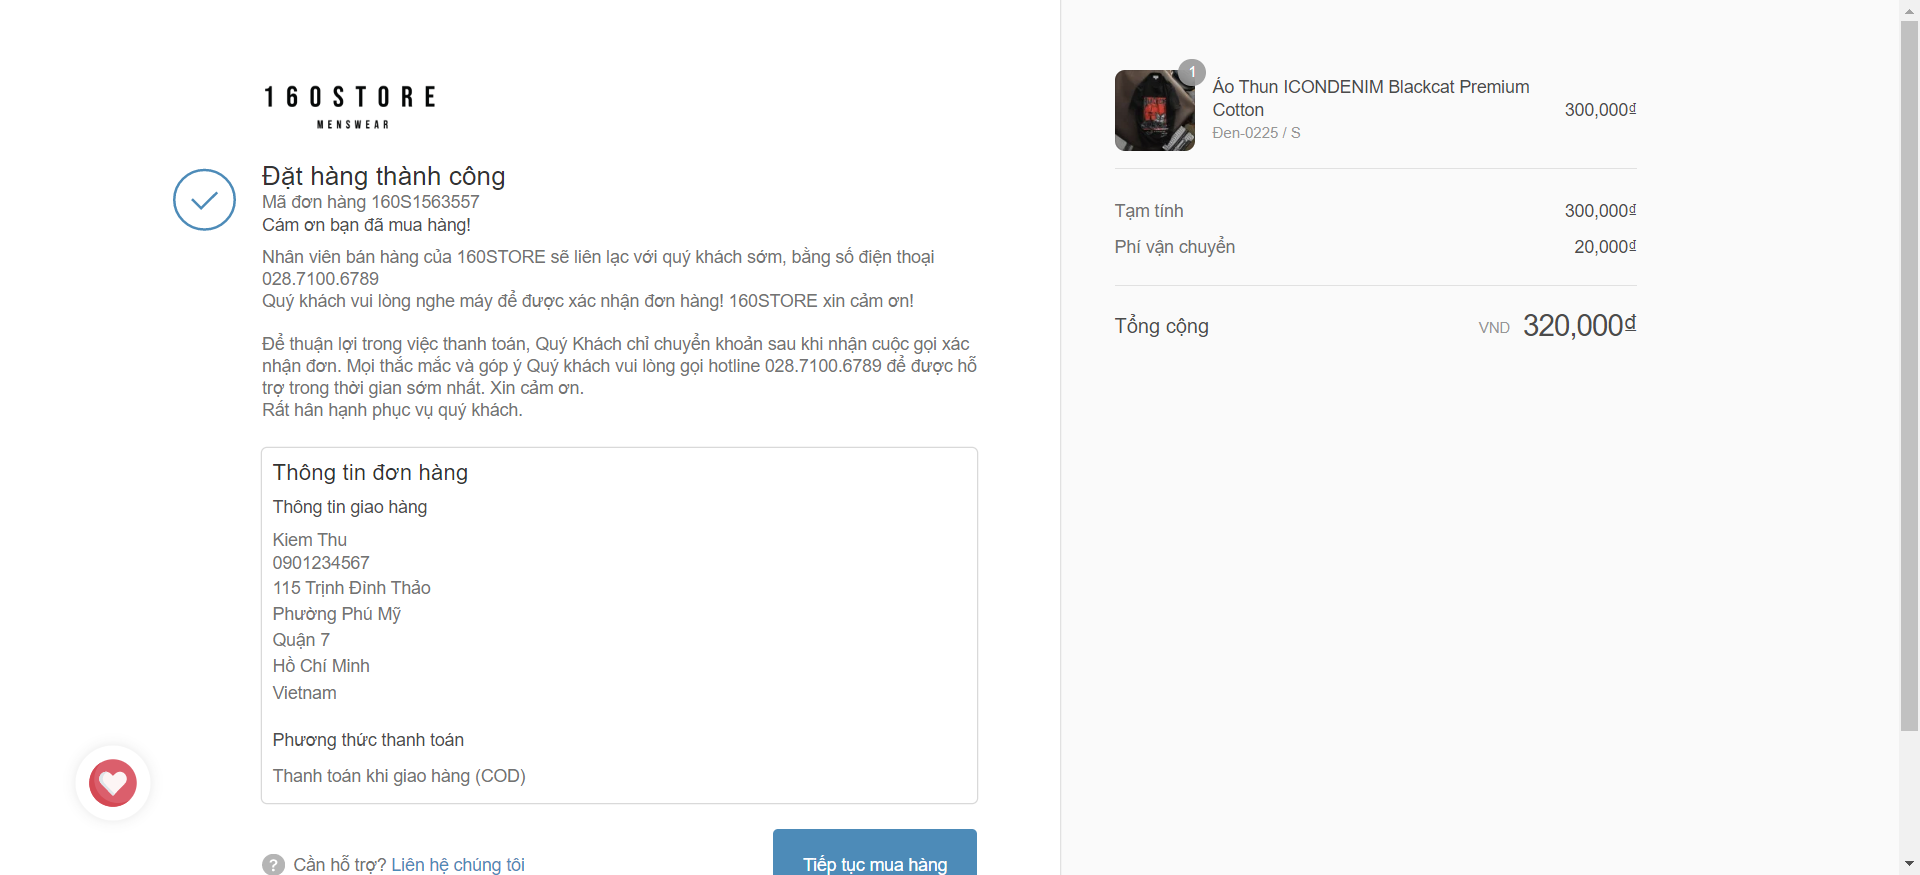 160STORE
MENSWEAR
Đặt hàng thành công
Mã đơn hàng 160S1563557
Cám ơn bạn đã mua hàng!
Nhân viên bán hàng của 160STORE sẽ liên lạc với quý khách sớm, bằng số điện thoại
028.7100.6789
Quý khách vui lòng nghe máy để được xác nhận đơn hàng! 160STORE xin cảm ơn!
Để thuận lợi trong việc thanh toán, Quý Khách chỉ chuyển khoản sau khi nhận cuộc gọi xác
nhận đơn. Mọi thắc mắc và góp ý Quý khách vui lòng gọi hotline 028.7100.6789 để được hỗ
trợ trong thời gian sớm nhất. Xin cảm ơn.
Rất hân hạnh phục vụ quý khách.
Thông tin đơn hàng
Thông tin giao hàng
Kiem Thu
0901234567
115 Trịnh Đình Thảo
Phường Phú Mỹ
Quận 7
Hồ Chí Minh
Vietnam
Phương thức thanh toán
Thanh toán khi giao hàng (COD)
? Cần hỗ trợ? Liên hệ chúng tôi
Tiếp tục mua hàng
1
Áo Thun ICONDENIM Blackcat Premium
Cotton
300,000₫
Đen-0225 / S
Tạm tính 300,000₫
Phí vận chuyển 20,000₫
Tổng cộng VND 320,000₫